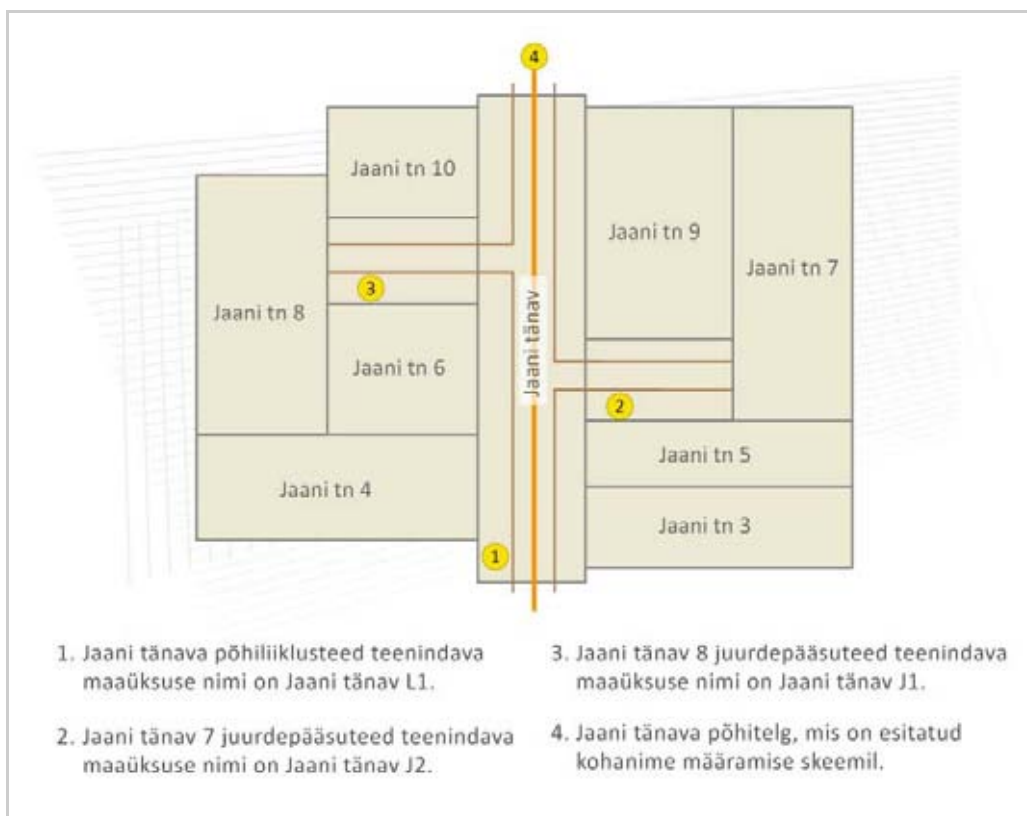 4
Jaani tn 10
Jaani tn 9
Jaani tn 7
3
Jaani tn 8
Jaani tänav
Jaani tn 6
2
Jaani tn 5
Jaani tn 4
Jaani tn 3
1
1. Jaani tänava põhiliiklusteed teenindava
maaüksuse nimi on Jaani tänav L1.
2. Jaani tänav 7 juurdepääsuteed teenindava
maaüksuse nimi on Jaani tänav J2.
3. Jaani tänav 8 juurdepääsuteed teenindava
maaüksuse nimi on Jaani tänav J1.
4. Jaani tänava põhitelg, mis on esitatud
kohanime määramise skeemil.